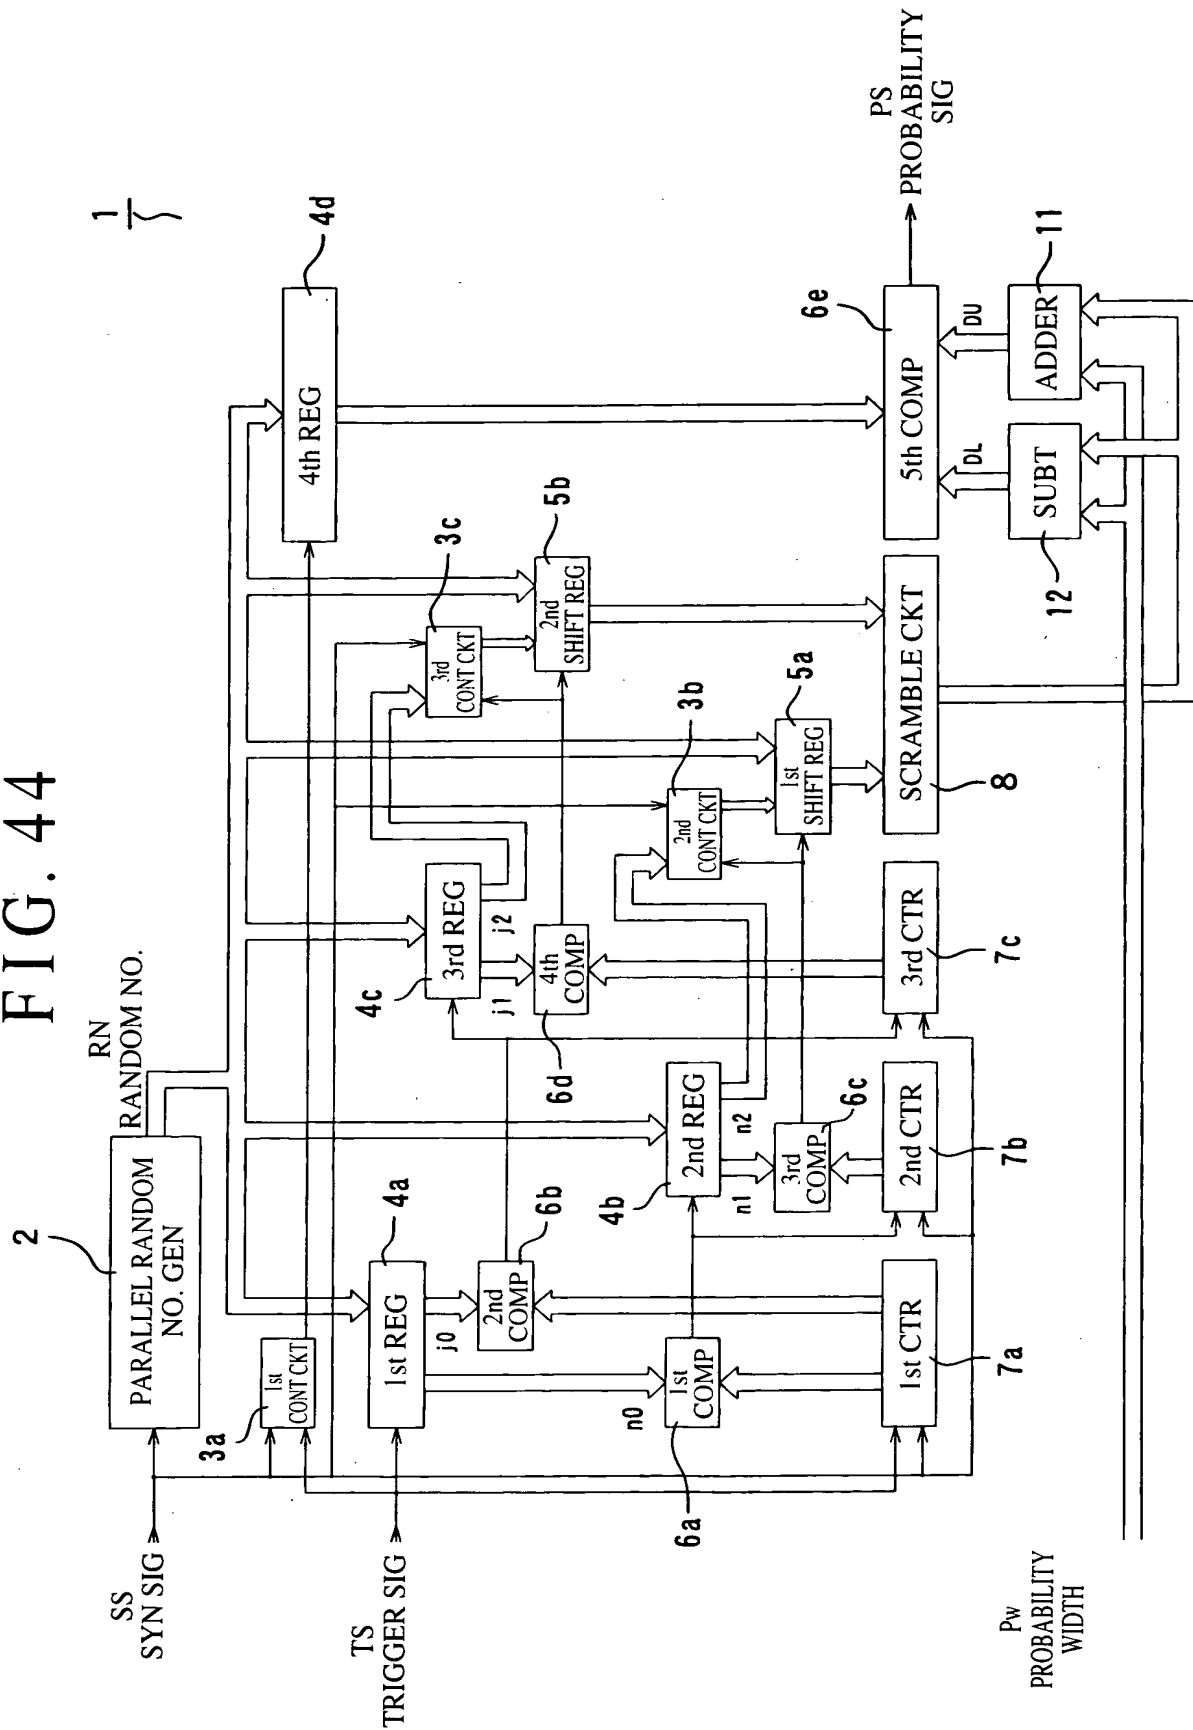 FIG. 44
1
SS
SYN SIG
TS
TRIGGER SIG
Pw
PROBABILITY
WIDTH
2
PARALLEL RANDOM
NO. GEN
RN
RANDOM NO.
3a
1st
CONT CKT
4a
1st REG
j0
n0
6b
2nd
COMP
6a
1st
COMP
1st CTR
7a
4b
2nd REG
n1
n2
3rd
COMP
6c
2nd CTR
7b
4c
3rd REG
j1
j2
4th
COMP
6d
3rd CTR
7c
3c
3rd
CONT CKT
5b
2nd
SHIFT REG
3b
2nd
CONT CKT
5a
1st
SHIFT REG
SCRAMBLE CKT
8
4d
4th REG
6e
5th COMP
PS
PROBABILITY
SIG
DL
DU
SUBT
12
ADDER
11